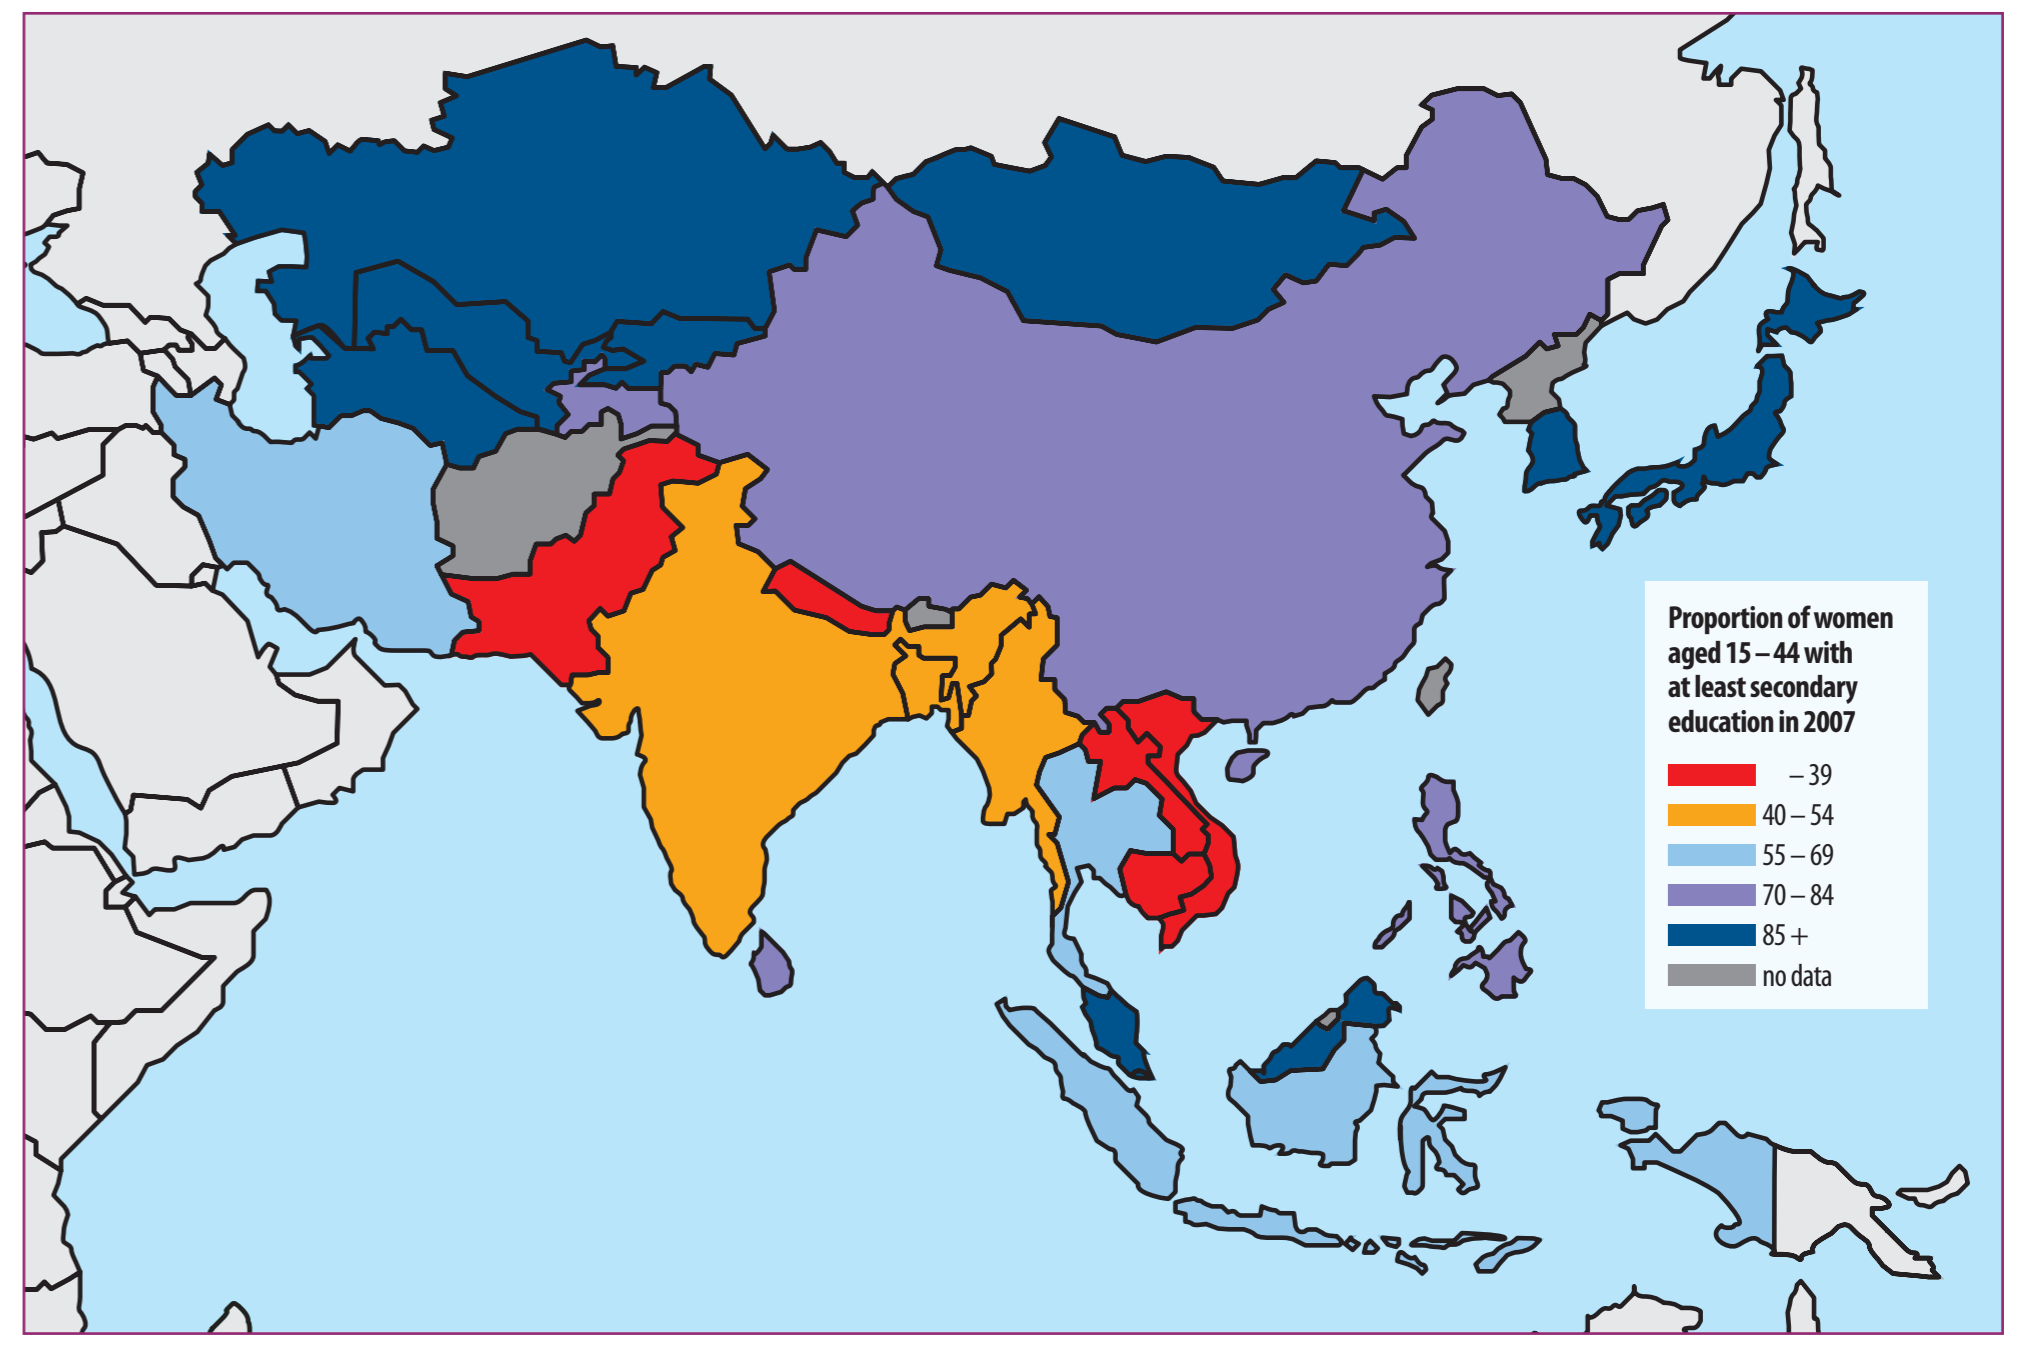 Proportion of women
aged 15 – 44 with
at least secondary
education in 2007
– 39
40 – 54
55 – 69
70 – 84
85 +
no data